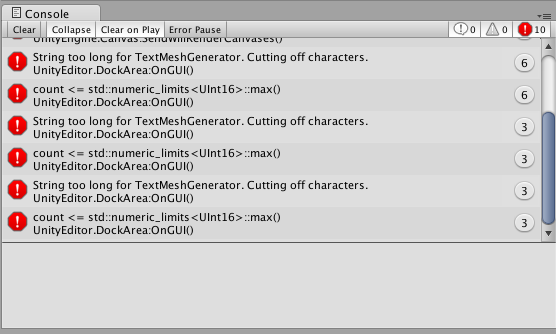 Console
Clear Collapse Clear on Play Error Pause 0 0 10
UnityEngine.Canvas:SendWillRenderCanvases()
String too long for TextMeshGenerator. Cutting off characters.
UnityEditor.DockArea:OnGUI()
6
count <= std::numeric_limits<UInt16>::max()
UnityEditor.DockArea:OnGUI()
6
String too long for TextMeshGenerator. Cutting off characters.
UnityEditor.DockArea:OnGUI()
3
count <= std::numeric_limits<UInt16>::max()
UnityEditor.DockArea:OnGUI()
3
String too long for TextMeshGenerator. Cutting off characters.
UnityEditor.DockArea:OnGUI()
3
count <= std::numeric_limits<UInt16>::max()
UnityEditor.DockArea:OnGUI()
3